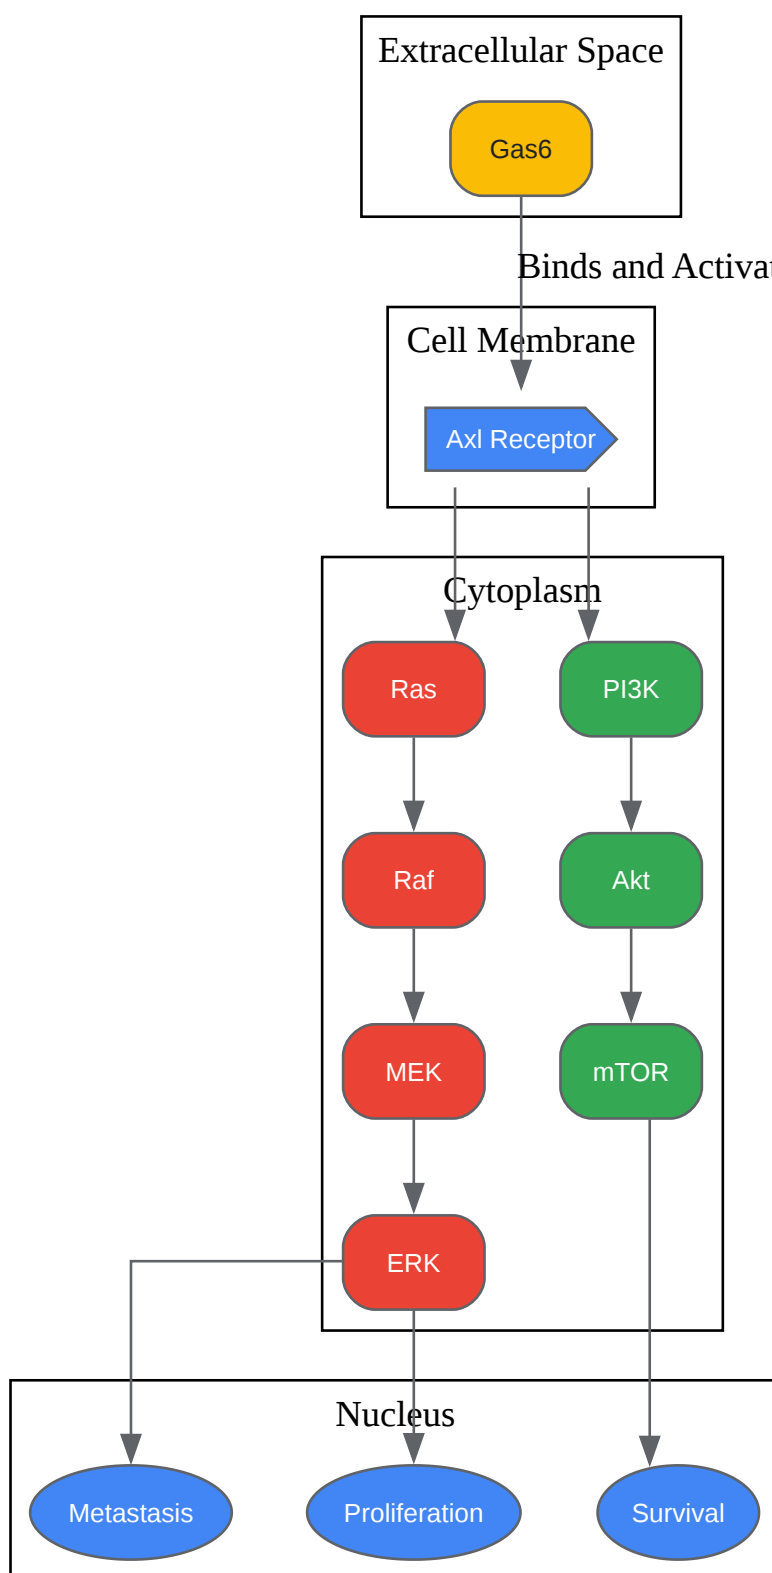 Extracellular Space
Gas6
Binds and Activat
Cell Membrane
Axl Receptor
Cytoplasm
Ras
PI3K
Raf
Akt
MEK
mTOR
ERK
Nucleus
Metastasis
Proliferation
Survival